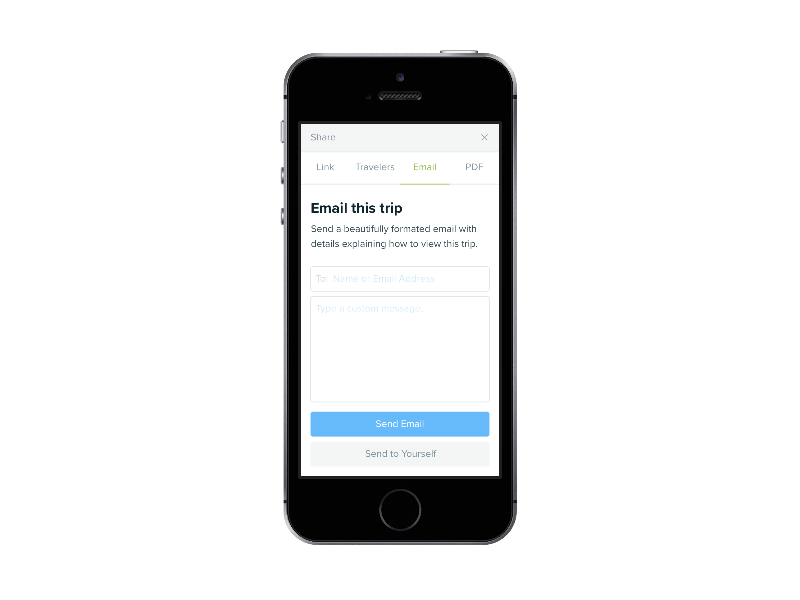 Share
Link Travelers Email PDF
Email this trip
Send a beautifully formated email with
details explaining how to view this trip.
To: Name or Email Address
Type a custom message.
Send Email
Send to Yourself